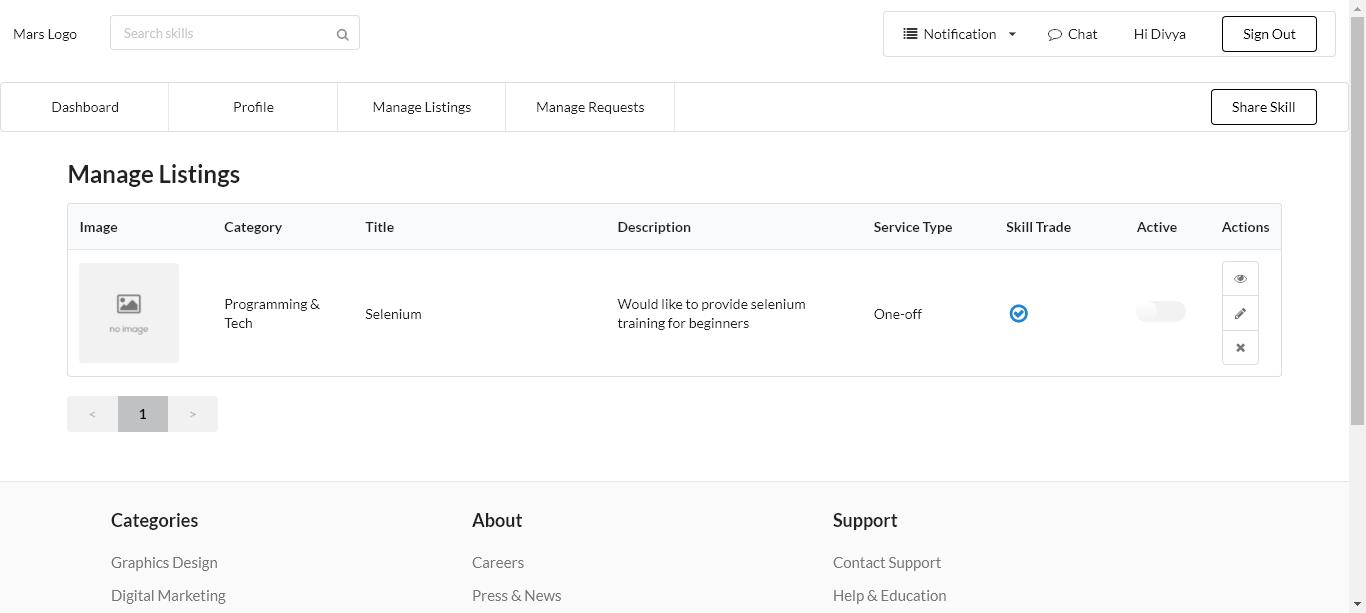 Mars Logo
Search skills
Notification
Chat
Hi Divya
Sign Out
Dashboard
Profile
Manage Listings
Manage Requests
Share Skill
Manage Listings
Image
Category
Title
Description
Service Type
Skill Trade
Active
Actions
no image
Programming &
Tech
Selenium
Would like to provide selenium
training for beginners
One-off
<
1
>
Categories
About
Support
Graphics Design
Careers
Contact Support
Digital Marketing
Press & News
Help & Education